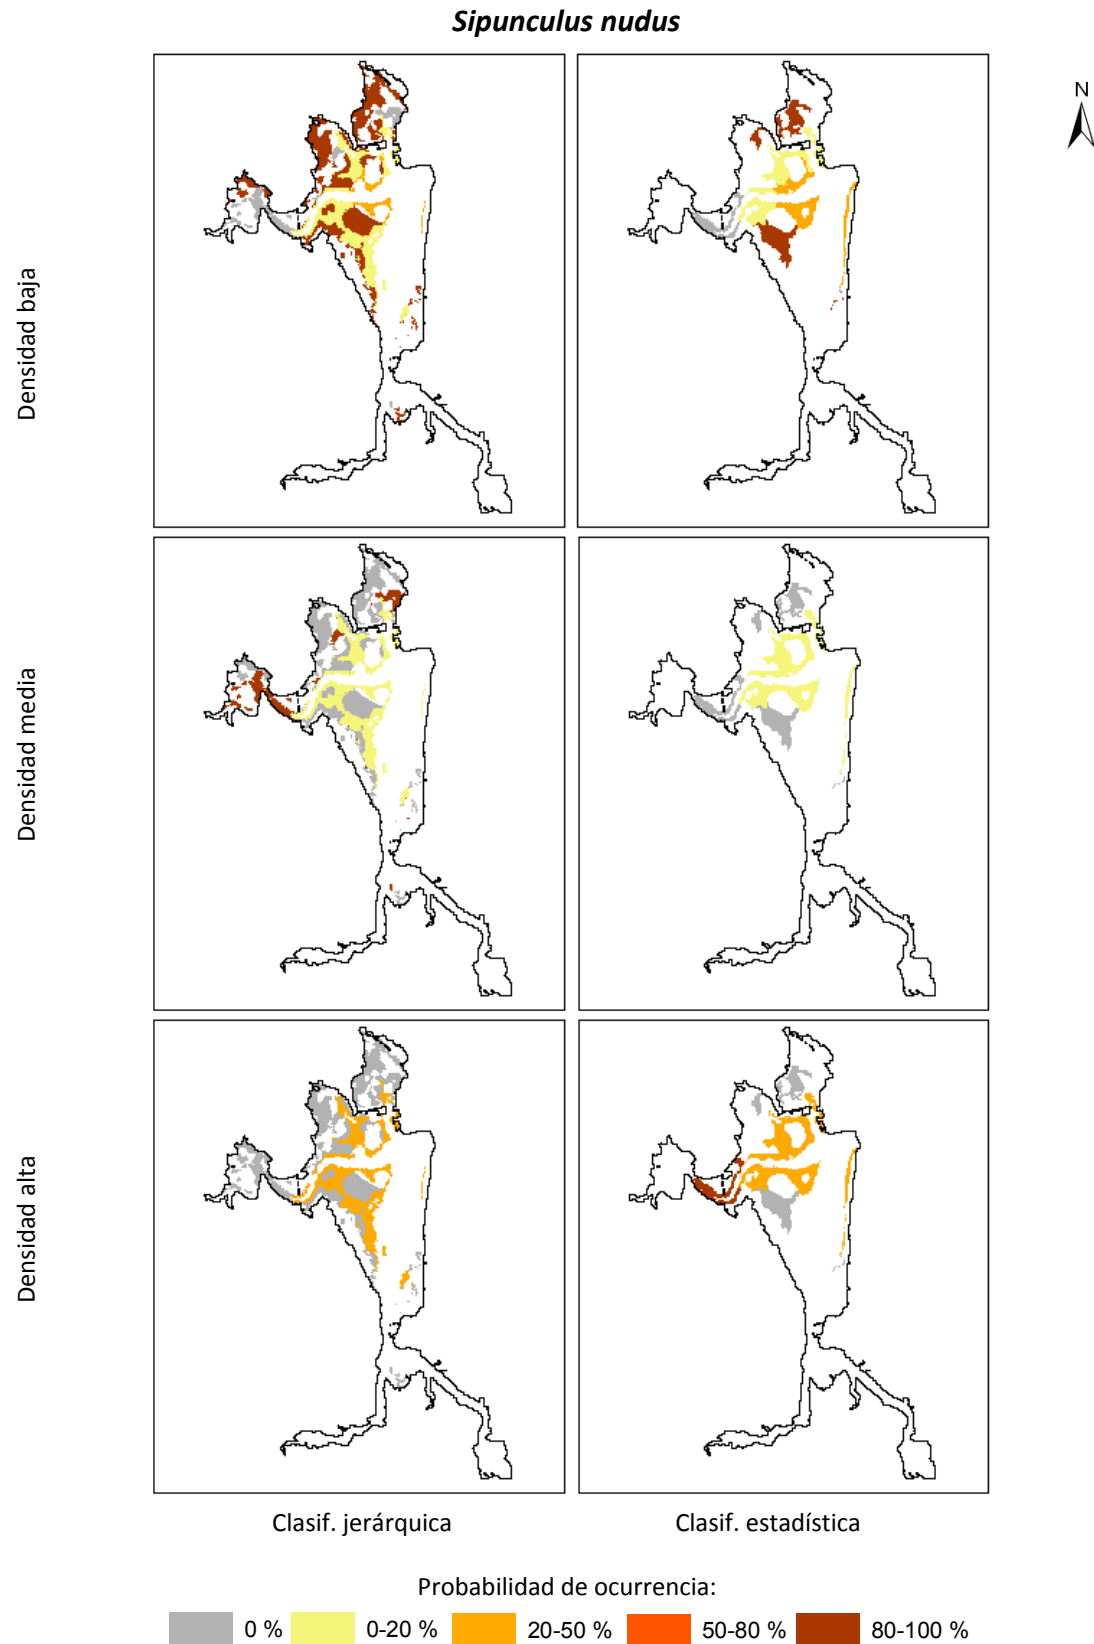 Sipunculus nudus
N
Densidad baja
Densidad media
Densidad alta
Clasif. jerárquica
Clasif. estadística
Probabilidad de ocurrencia:
0 % 0-20 % 20-50 % 50-80 % 80-100 %